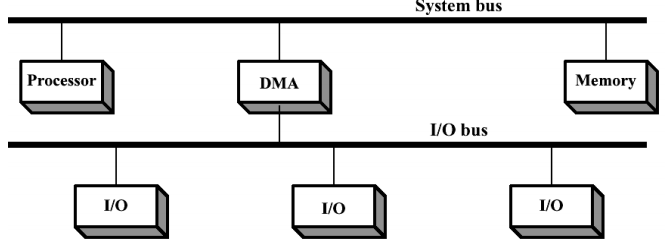 System bus
Processor
DMA
Memory
I/O bus
I/O
I/O
I/O